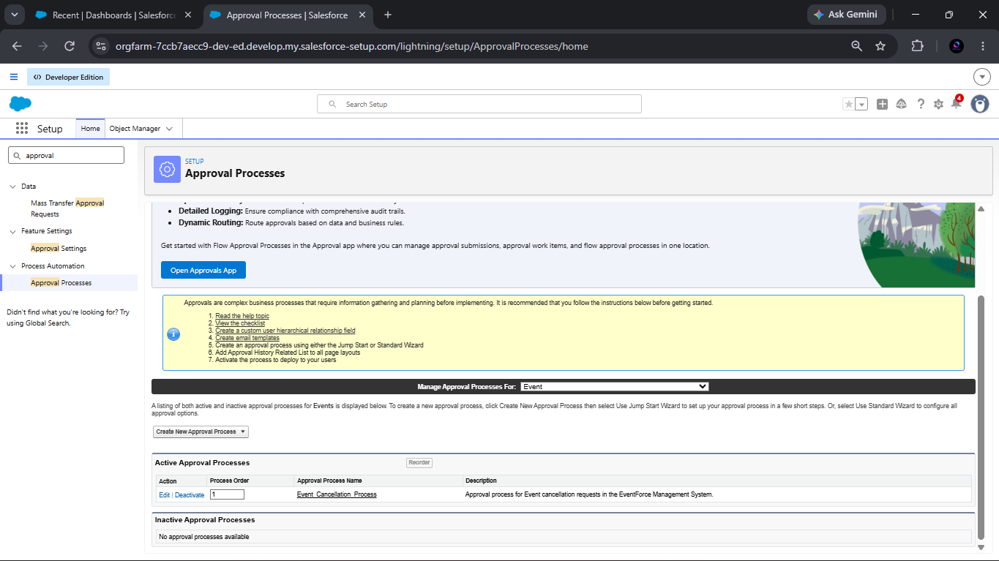 Recent | Dashboards | Salesforce
Approval Processes | Salesforce
Ask Gemini
orgfarm-7ccb7aecc9-dev-ed.develop.my.salesforce-setup.com/lightning/setup/ApprovalProcesses/home
Developer Edition
Search Setup
4
Setup
Home
Object Manager
approval
Data
Mass Transfer Approval
Requests
Feature Settings
Approval Settings
Process Automation
Approval Processes
Didn't find what you're looking for? Try
using Global Search.
SETUP
Approval Processes
Detailed Logging: Ensure compliance with comprehensive audit trails.
Dynamic Routing: Route approvals based on data and business rules.
Get started with Flow Approval Processes in the Approval app where you can manage approval submissions, approval work items, and flow approval processes in one location.
Open Approvals App
Approvals are complex business processes that require information gathering and planning before implementing. It is recommended that you follow the instructions below before getting started.
1. Read the help topic
2. View the checklist
3. Create a custom user hierarchical relationship field
4. Create email templates
5. Create an approval process using either the Jump Start or Standard Wizard
6. Add Approval History Related List to all page layouts
7. Activate the process to deploy to your users
Manage Approval Processes For: Event
A listing of both active and inactive approval processes for Events is displayed below. To create a new approval process, click Create New Approval Process then select Use Jump Start Wizard to set up your approval process in a few short steps. Or, select Use Standard Wizard to configure all
approval options.
Create New Approval Process
Active Approval Processes
Reorder
Action Process Order Approval Process Name Description
Edit | Deactivate 1 Event_Cancellation_Process Approval process for Event cancellation requests in the EventForce Management System.
Inactive Approval Processes
No approval processes available